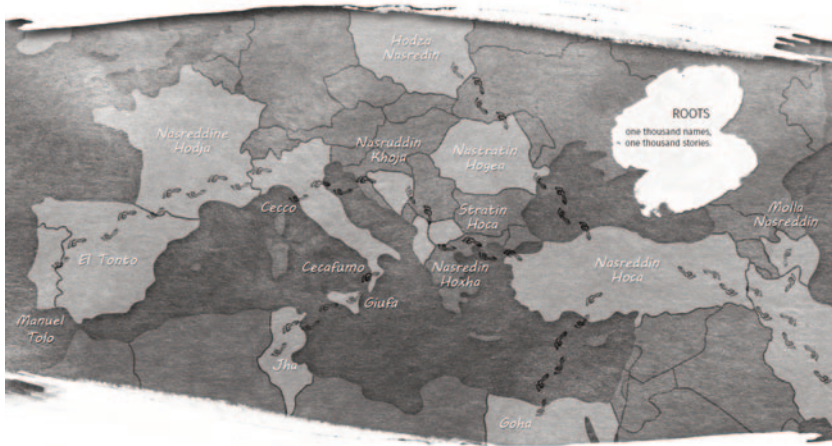 Hodza
Nasredin
ROOTS
one thousand names,
one thousand stories.
Nasreddine
Hodja
Nasruddin
Khoja
Nastratin
Hogea
Cecco
Stratin
Hoca
Molla
Nasreddin
El Tonto
Cecafumo
Nasredin
Hoxha
Nasreddin
Hoca
Giufa
Manuel
Tolo
Jha
Goha